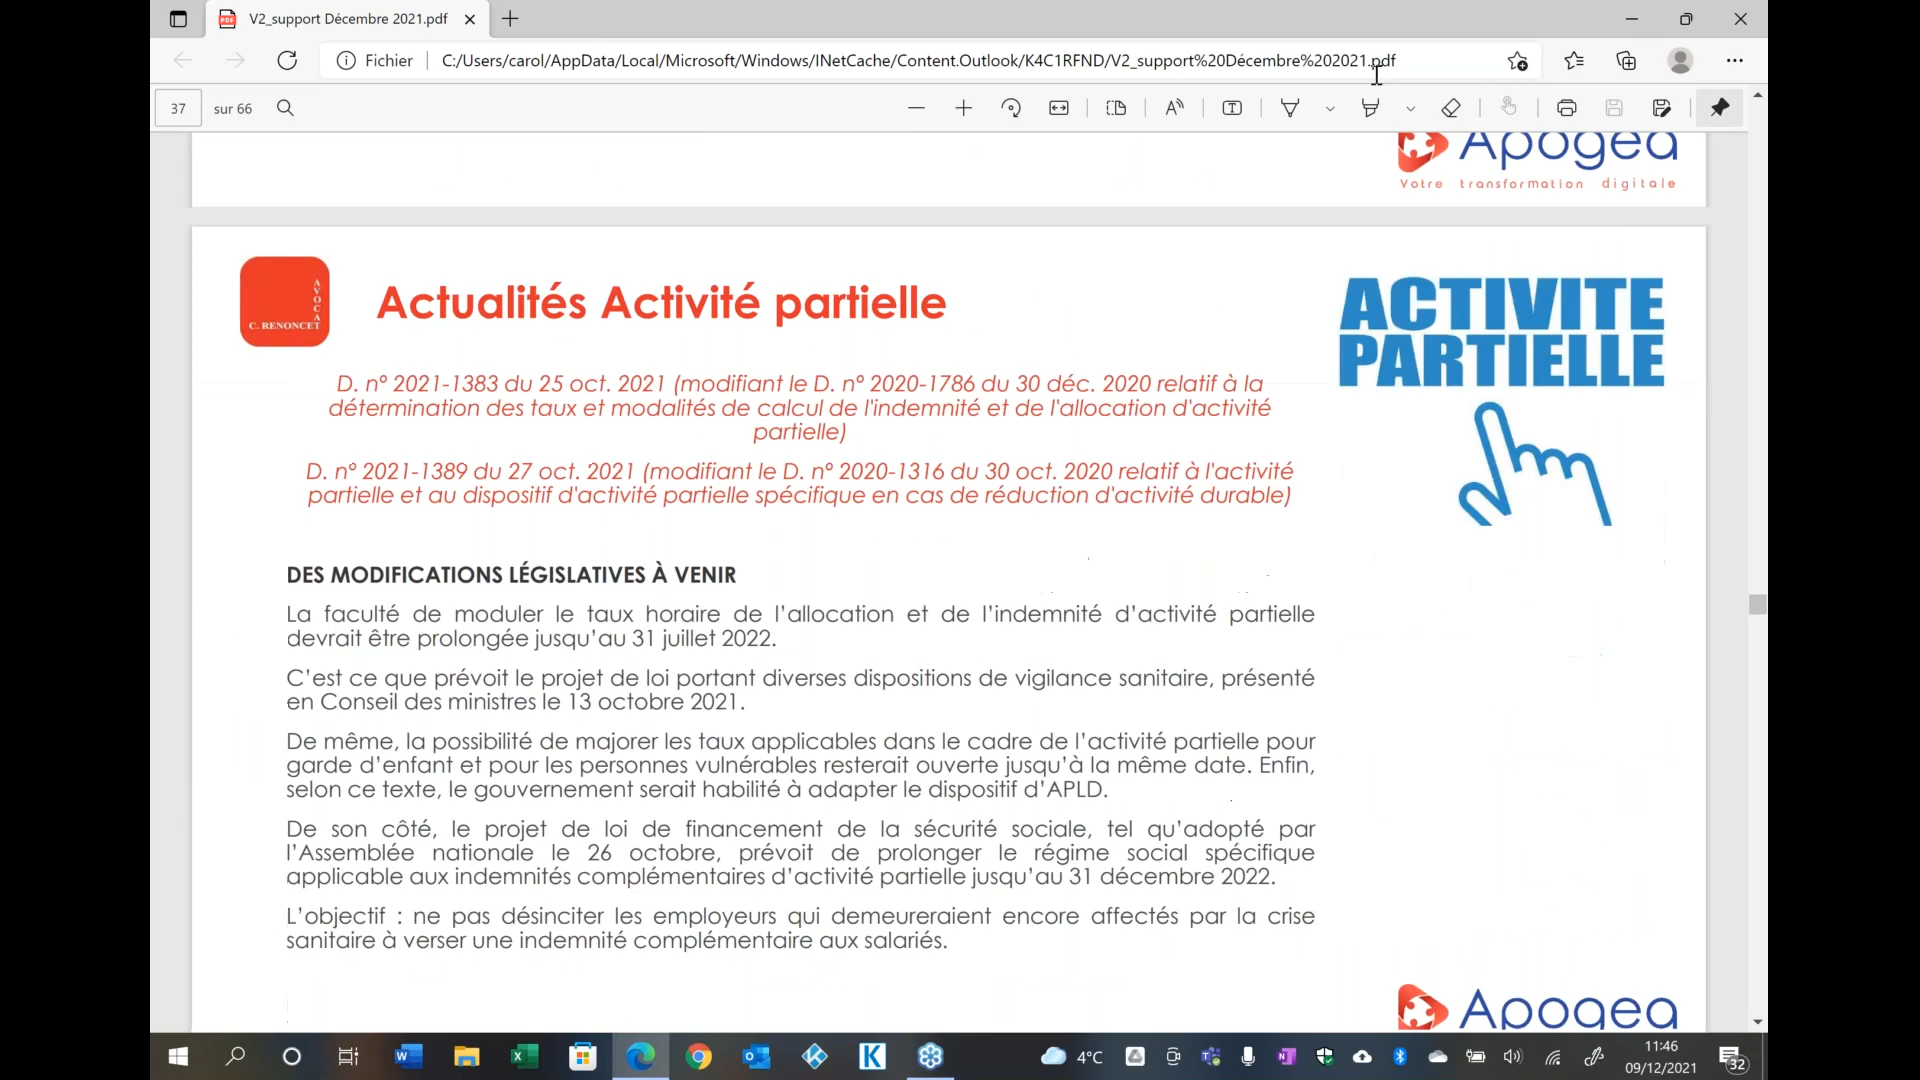 V2_support Décembre 2021.pdf
Fichier
C:/Users/carol/AppData/Local/Microsoft/Windows/INetCache/Content.Outlook/K4C1RFND/V2_support%20Décembre%202021.pdf
37 sur 66
Apogea
Votre transformation digitale
AVOCAT
C. RENONCET
Actualités Activité partielle
ACTIVITE
PARTIELLE
D. nº 2021-1383 du 25 oct. 2021 (modifiant le D. nº 2020-1786 du 30 déc. 2020 relatif à la
détermination des taux et modalités de calcul de l'indemnité et de l'allocation d'activité
partielle)
D. nº 2021-1389 du 27 oct. 2021 (modifiant le D. nº 2020-1316 du 30 oct. 2020 relatif à l'activité
partielle et au dispositif d'activité partielle spécifique en cas de réduction d'activité durable)
DES MODIFICATIONS LÉGISLATIVES À VENIR
La faculté de moduler le taux horaire de l’allocation et de l’indemnité d’activité partielle
devrait être prolongée jusqu’au 31 juillet 2022.
C’est ce que prévoit le projet de loi portant diverses dispositions de vigilance sanitaire, présenté
en Conseil des ministres le 13 octobre 2021.
De même, la possibilité de majorer les taux applicables dans le cadre de l’activité partielle pour
garde d’enfant et pour les personnes vulnérables resterait ouverte jusqu’à la même date. Enfin,
selon ce texte, le gouvernement serait habilité à adapter le dispositif d’APLD.
De son côté, le projet de loi de financement de la sécurité sociale, tel qu’adopté par
l’Assemblée nationale le 26 octobre, prévoit de prolonger le régime social spécifique
applicable aux indemnités complémentaires d’activité partielle jusqu’au 31 décembre 2022.
L’objectif : ne pas désinciter les employeurs qui demeureraient encore affectés par la crise
sanitaire à verser une indemnité complémentaire aux salariés.
Apogea
4°C
11:46
09/12/2021
32